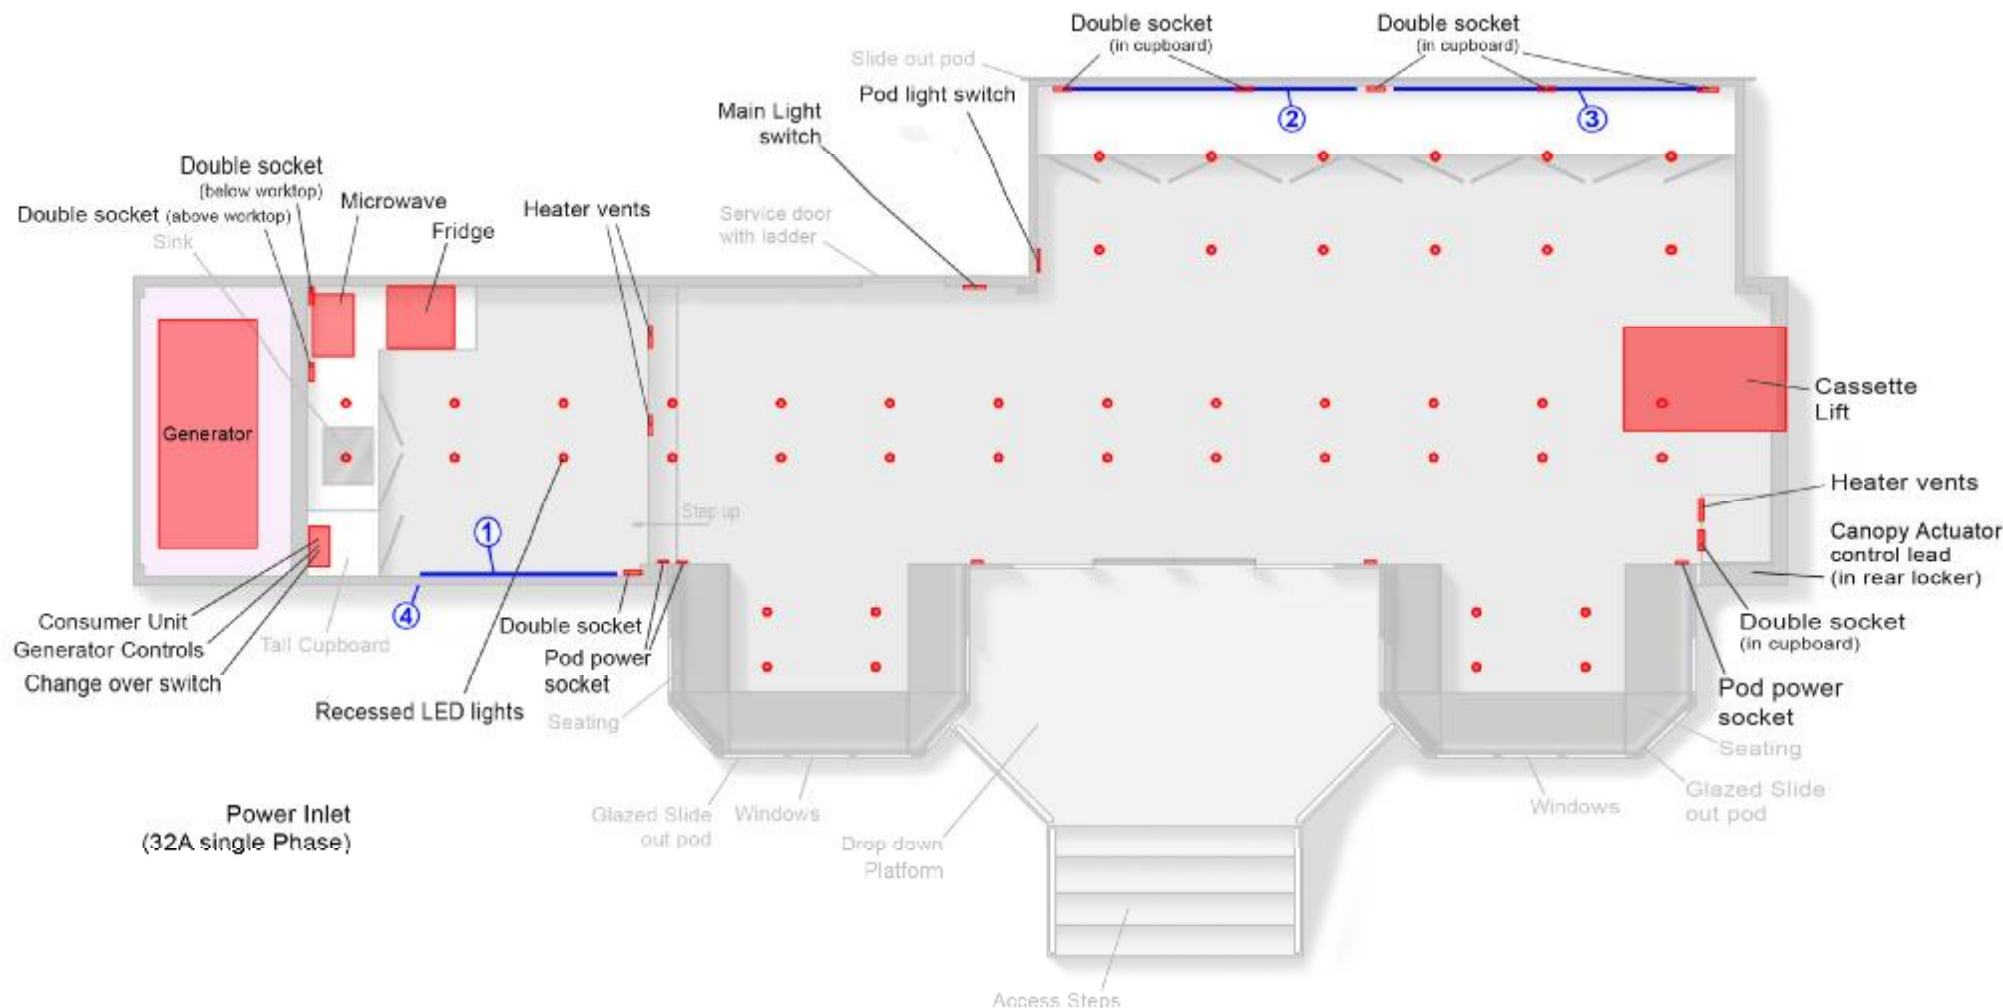 Double socket
(in cupboard)
Double socket
(in cupboard)
Slide out pod
Pod light switch
Main Light
switch
2
3
Double socket
(below worktop)
Microwave
Double socket (above worktop)
Sink
Fridge
Heater vents
Service door
with ladder
Cassette
Lift
Generator
Heater vents
Step up
1
Canopy Actuator
control lead
(in rear locker)
4
Consumer Unit
Generator Controls
Change over switch
Tall Cupboard
Double socket
Pod power
socket
Recessed LED lights
Seating
Double socket
(in cupboard)
Pod power
socket
Seating
Power Inlet
(32A single Phase)
Glazed Slide
out pod
Windows
Drop down
Platform
Windows
Glazed Slide
out pod
Access Steps